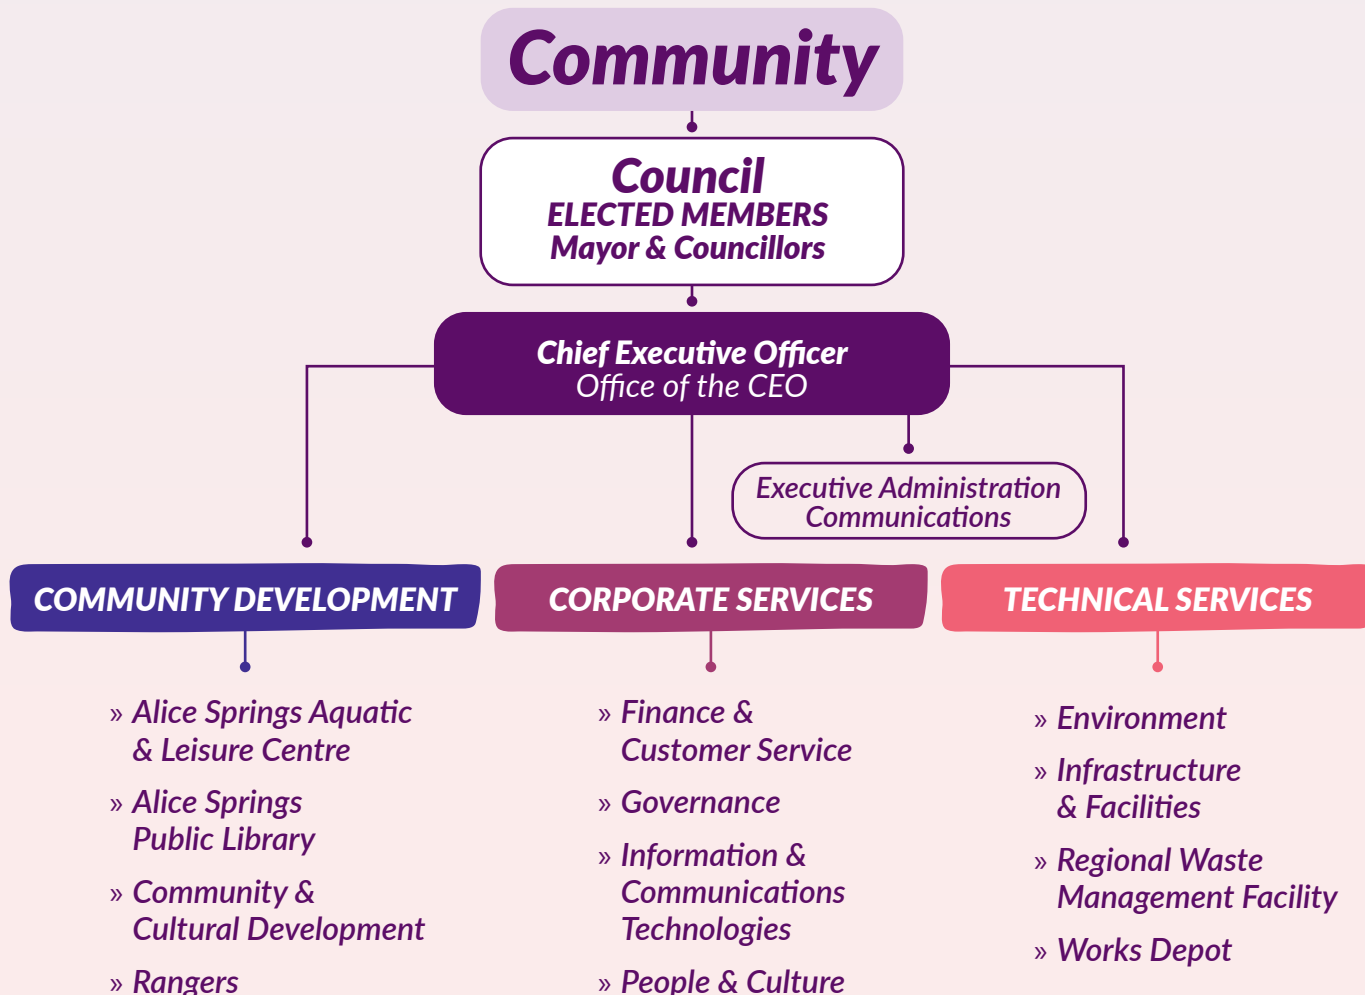 Community
Council
ELECTED MEMBERS
Mayor & Councillors
Chief Executive Officer
Office of the CEO
Executive Administration
Communications
COMMUNITY DEVELOPMENT
» Alice Springs Aquatic
& Leisure Centre
» Alice Springs
Public Library
» Community &
Cultural Development
» Rangers
CORPORATE SERVICES
» Finance &
Customer Service
» Governance
» Information &
Communications
Technologies
» People & Culture
TECHNICAL SERVICES
» Environment
» Infrastructure
& Facilities
» Regional Waste
Management Facility
» Works Depot